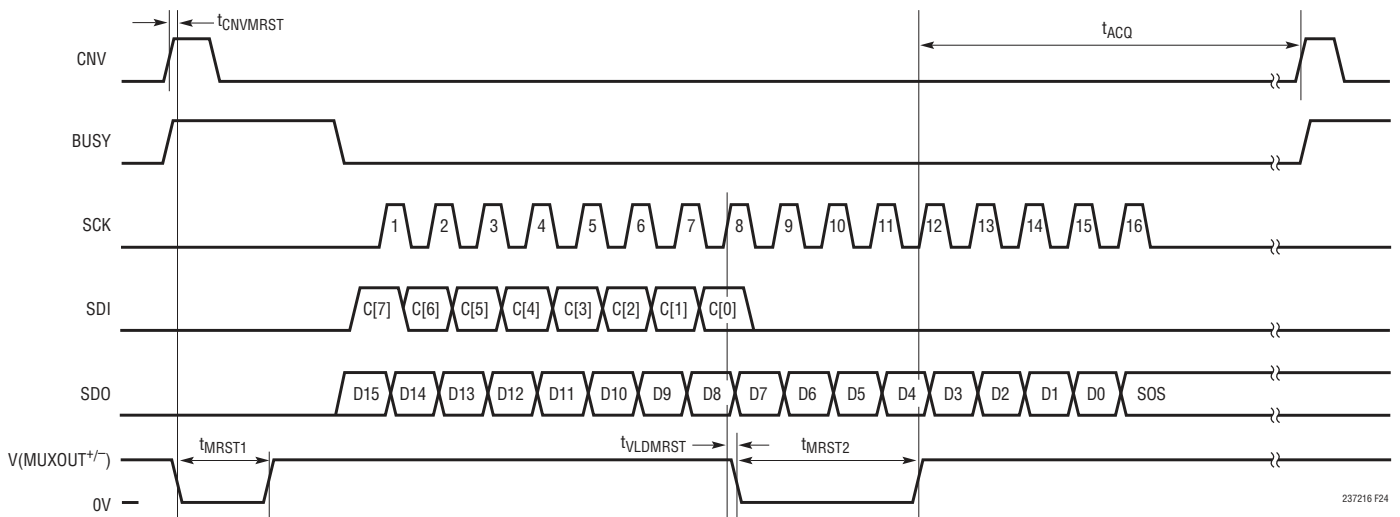 tCNVMRST
tACQ
CNV
BUSY
SCK 1 2 3 4 5 6 7 8 9 10 11 12 13 14 15 16
SDI C[7] C[6] C[5] C[4] C[3] C[2] C[1] C[0]
SDO D15 D14 D13 D12 D11 D10 D9 D8 D7 D6 D5 D4 D3 D2 D1 D0 SOS
tMRST1 tVLDMRST tMRST2
V(MUXOUT+/–)
0V
237216 F24